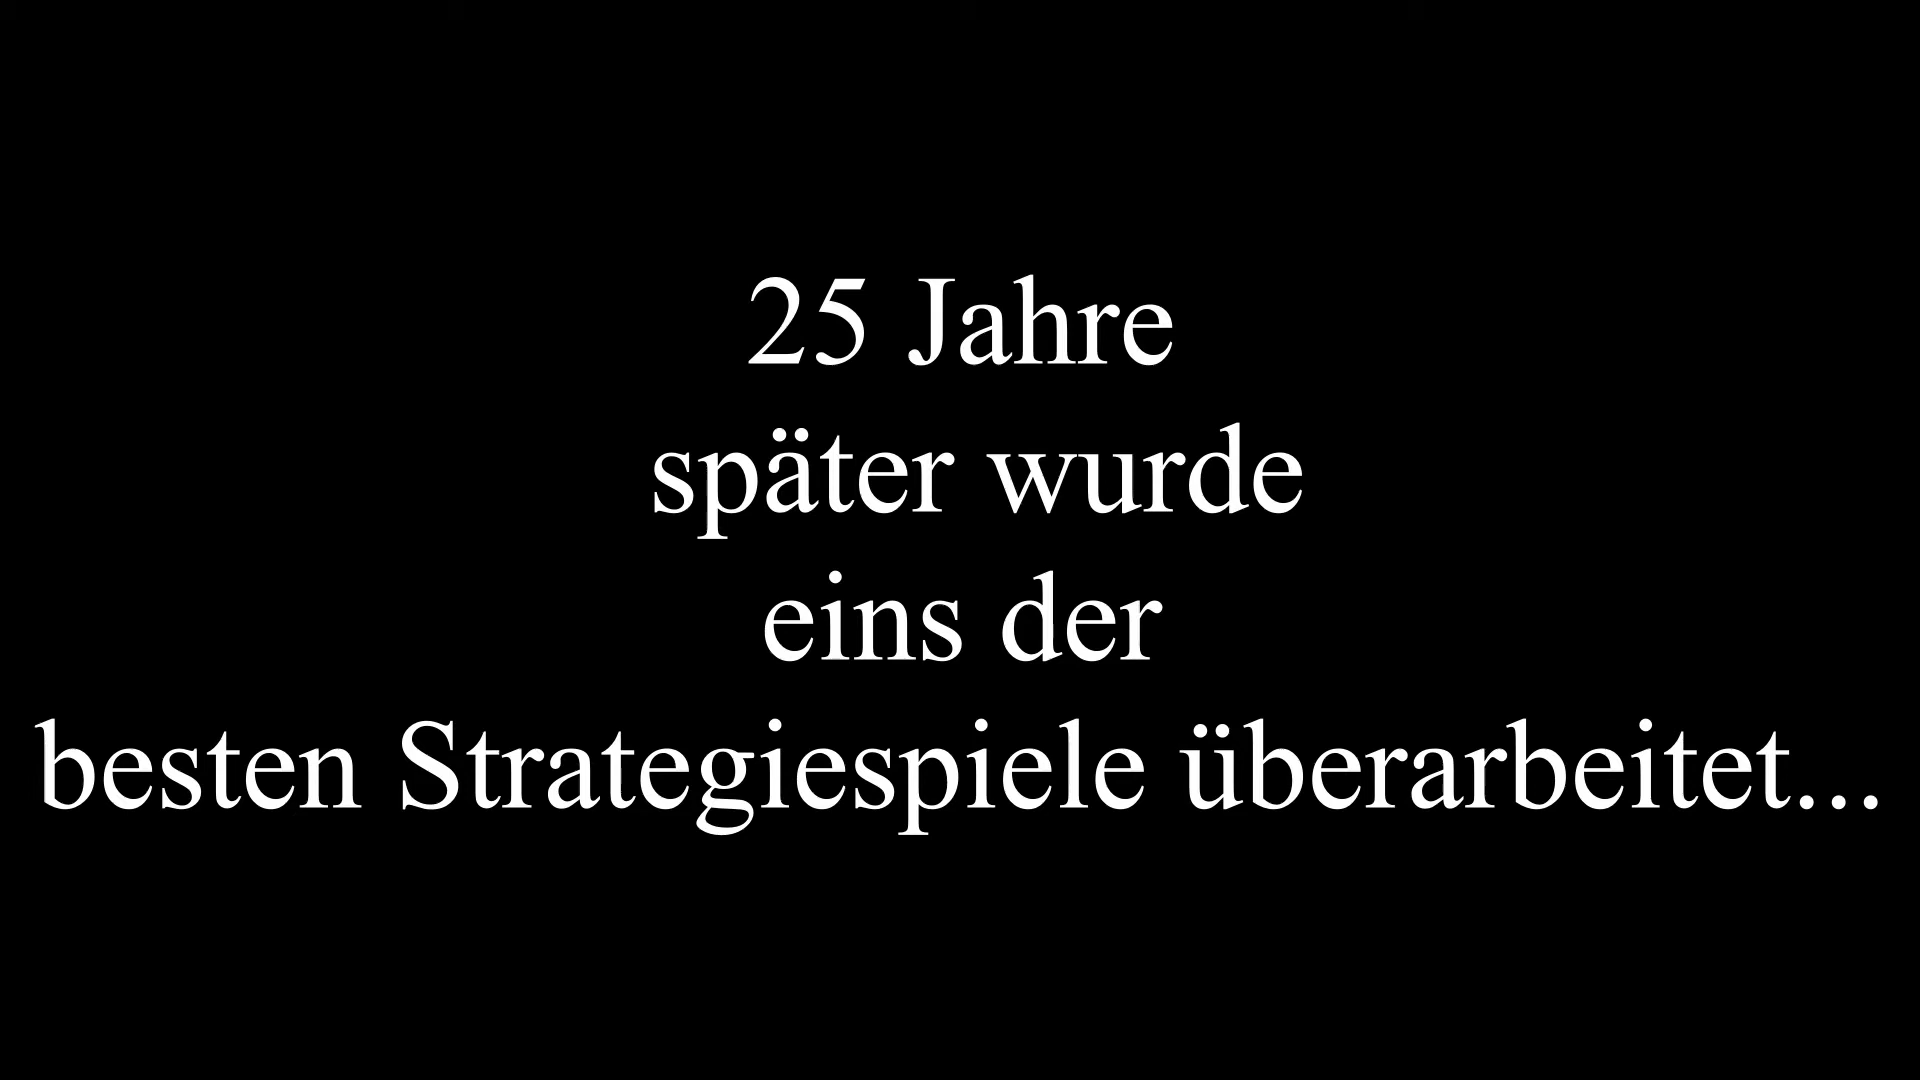 25 Jahre
später wurde
eins der
besten Strategiespiele überarbeitet...